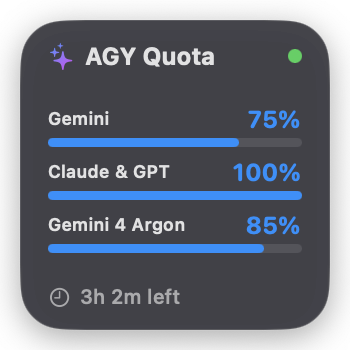 AGY Quota
Gemini 75%
Claude & GPT 100%
Gemini 4 Argon 85%
3h 2m left